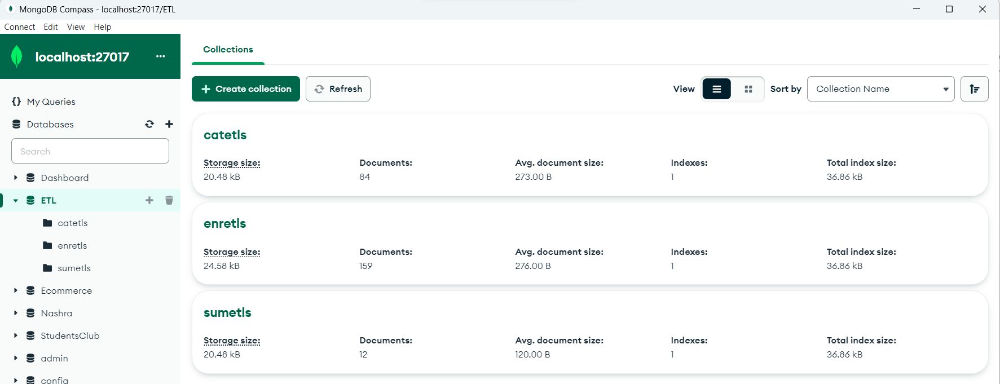 MongoDB Compass - localhost:27017/ETL
Connect Edit View Help
localhost:27017
Collections
Create collection Refresh View Sort by Collection Name
{} My Queries
Databases
Search
Dashboard
ETL
catetls
enretls
sumetls
Ecommerce
Nashra
StudentsClub
admin
config
catetls
Storage size: Documents: Avg. document size: Indexes: Total index size:
20.48 kB 84 273.00 B 1 36.86 kB
enretls
Storage size: Documents: Avg. document size: Indexes: Total index size:
24.58 kB 159 276.00 B 1 36.86 kB
sumetls
Storage size: Documents: Avg. document size: Indexes: Total index size:
20.48 kB 12 120.00 B 1 36.86 kB